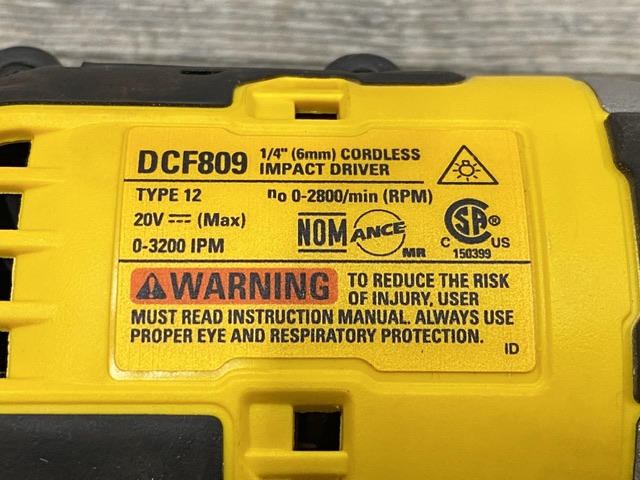 DCF809 1/4" (6mm) CORDLESS
IMPACT DRIVER
TYPE 12 no 0-2800/min (RPM)
20V ⎓ (Max)
0-3200 IPM
NOM ANCE MR
CSA ®
C US
150399
WARNING TO REDUCE THE RISK
OF INJURY, USER
MUST READ INSTRUCTION MANUAL. ALWAYS USE
PROPER EYE AND RESPIRATORY PROTECTION.
ID